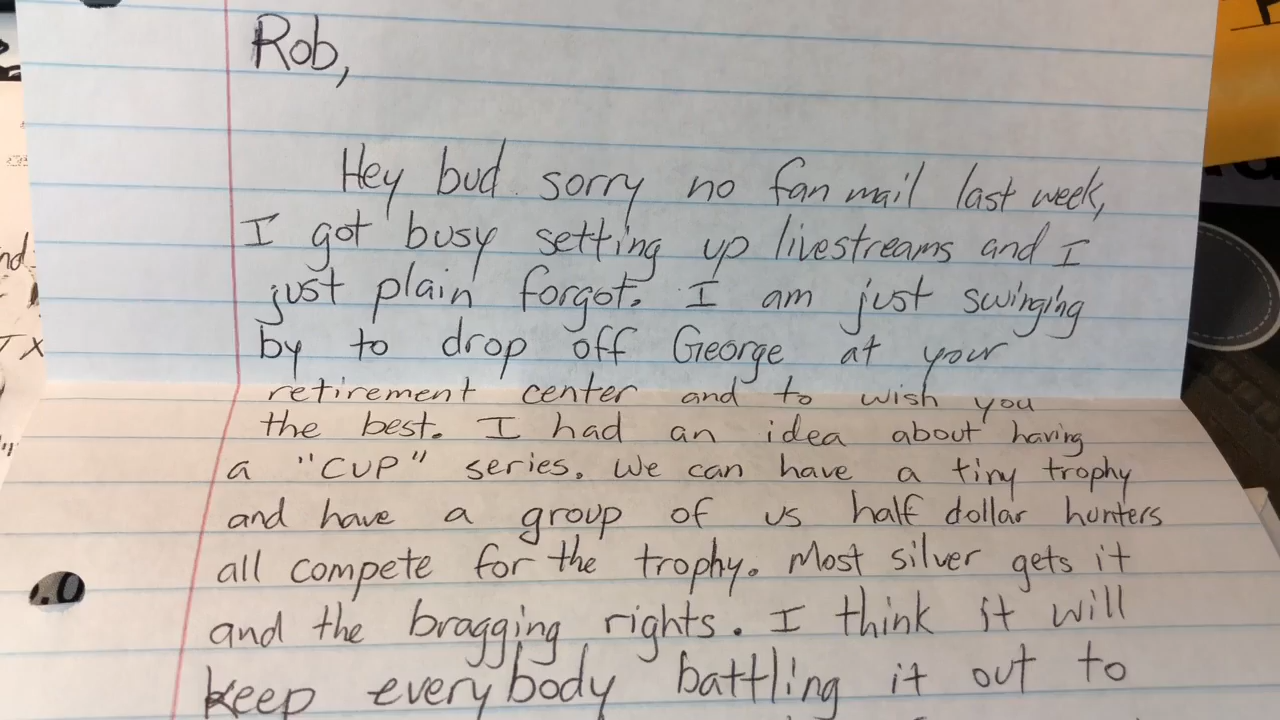 Rob,
Hey bud sorry no fan mail last week,
I got busy setting up livestreams and I
just plain forgot. I am just swinging
by to drop off George at your
retirement center and to wish you
the best. I had an idea about having
a "CUP" series. We can have a tiny trophy
and have a group of us half dollar hunters
all compete for the trophy. Most silver gets it
and the bragging rights. I think it will
keep everybody battling it out to
nd
TX
.0